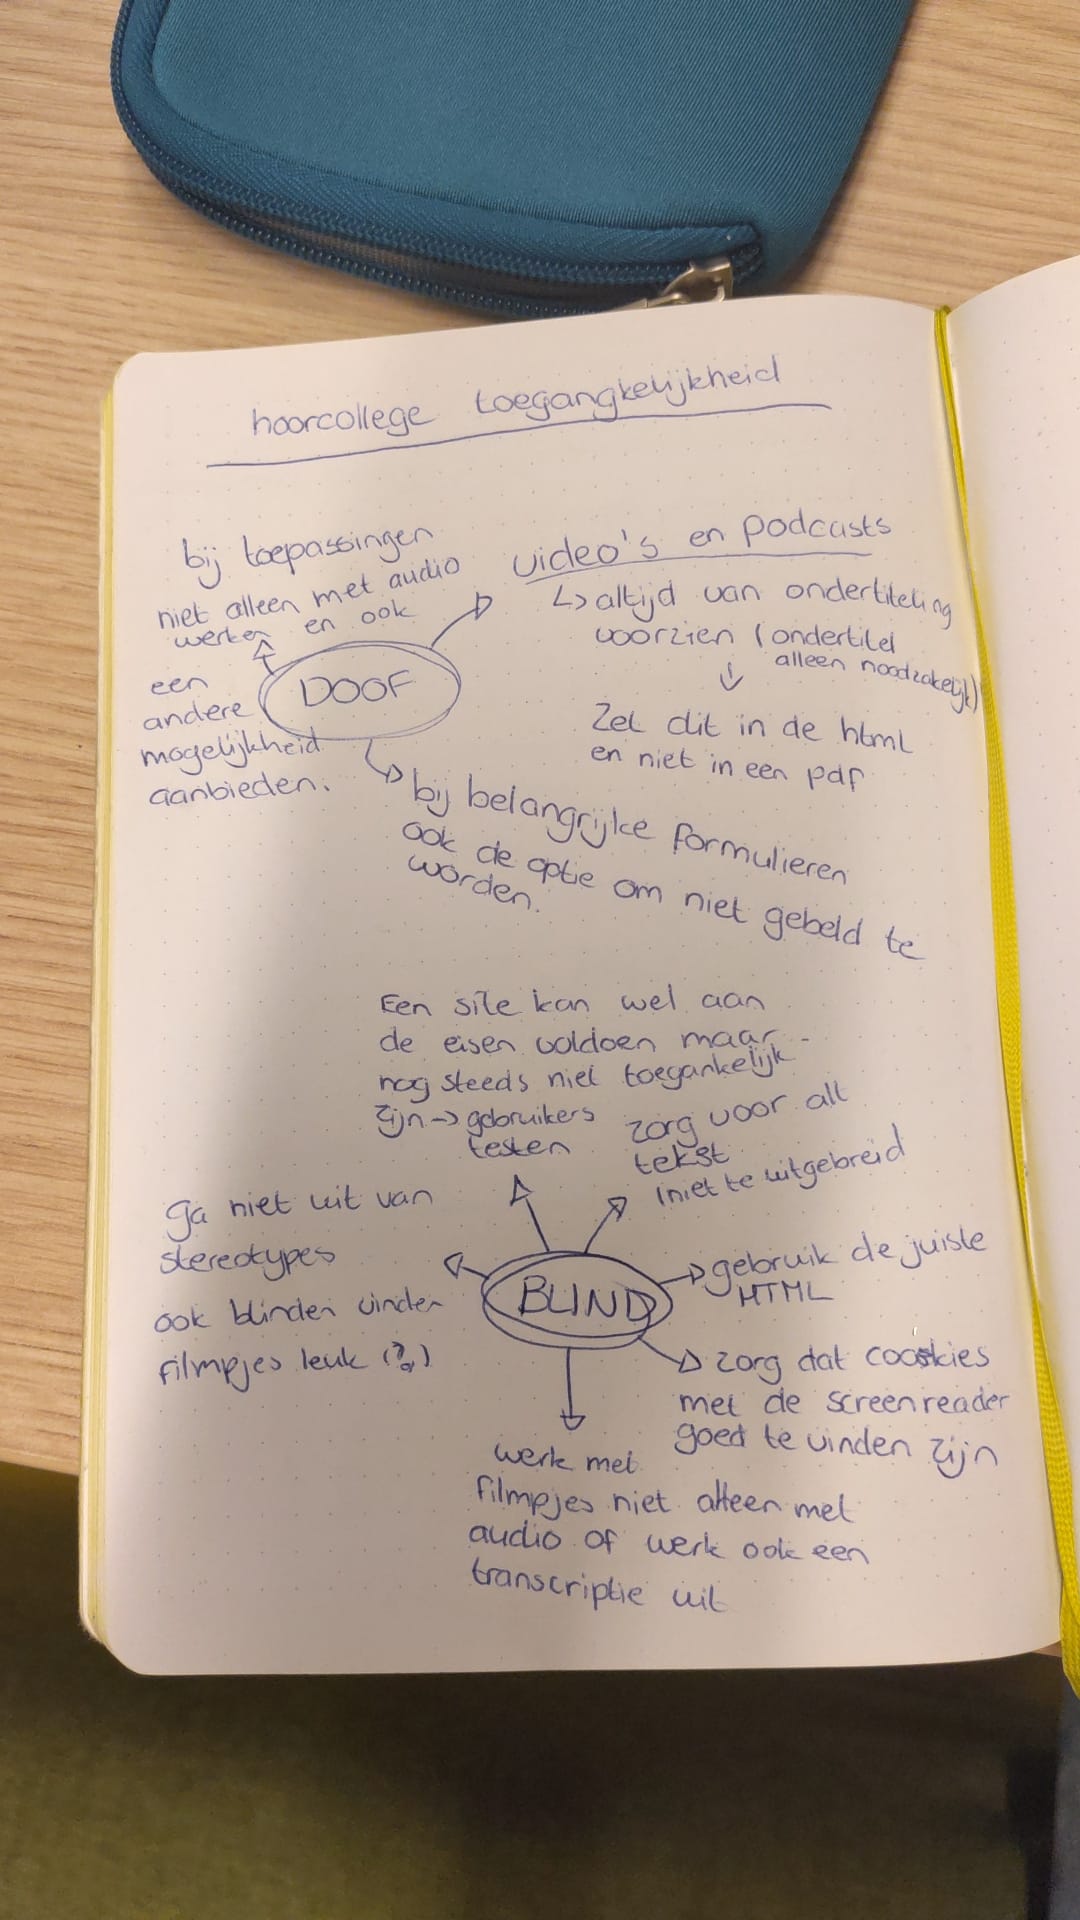 hoorcollege toegangkelijkheid
bij toepassingen
niet alleen met audio
werken en ook
een
andere
mogelijkheid
aanbieden.
DOOF
video's en podcasts
↳ altijd van ondertiteling
voorzien (ondertitel
alleen noodzakelijk)
↓
Zet dit in de html
en niet in een pdf
bij belangrijke formulieren
ook de optie om niet gebeld te
worden.
Een site kan wel aan
de eisen voldoen maar
nog steeds niet toegankelijk
zijn → gebruikers
testen
zorg voor alt
tekst
(niet te uitgebreid
Ga niet uit van
stereotypes
ook blinden vinden
filmpjes leuk (?)
BLIND
gebruik de juiste
HTML
zorg dat cookies
met de screenreader
goed te vinden zijn
werk met
filmpjes niet alleen met
audio of werk ook een
transcriptie uit